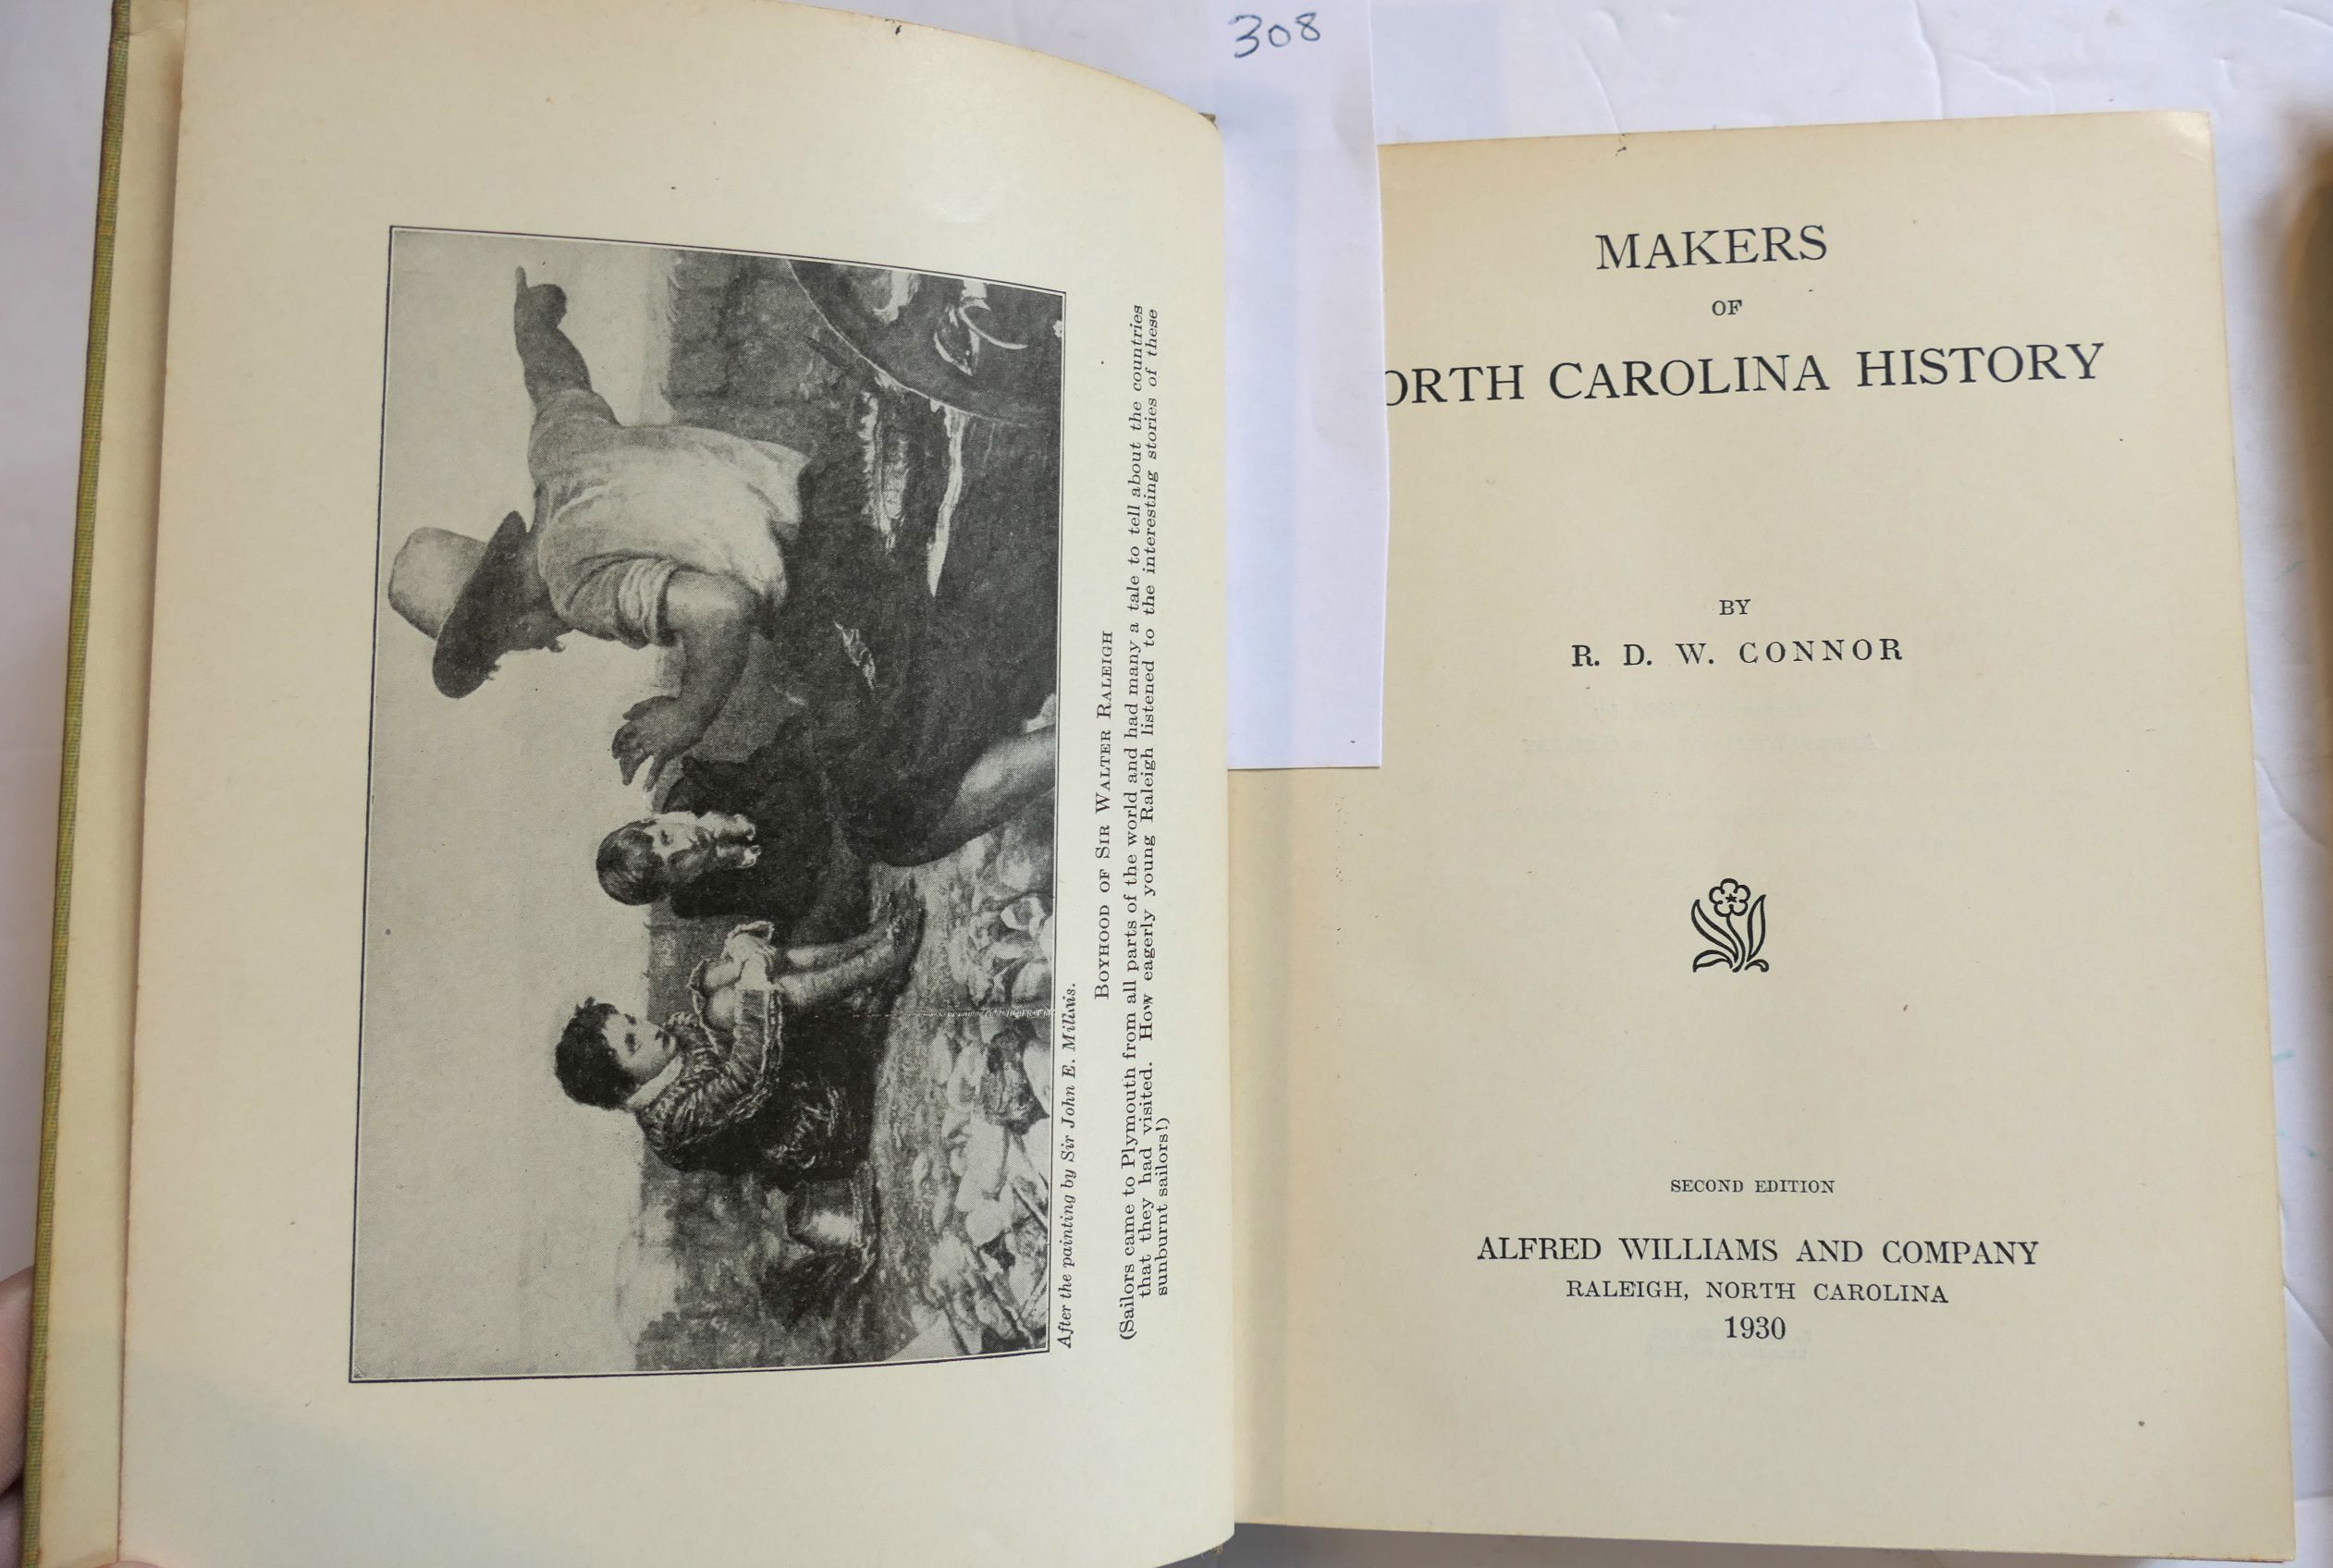 308
After the painting by Sir John E. Millais.
BOYHOOD OF SIR WALTER RALEIGH
(Sailors came to Plymouth from all parts of the world and had many a tale to tell about the countries
that they had visited. How eagerly young Raleigh listened to the interesting stories of these
sunburnt sailors!)
MAKERS
OF
ORTH CAROLINA HISTORY
BY
R. D. W. CONNOR
SECOND EDITION
ALFRED WILLIAMS AND COMPANY
RALEIGH, NORTH CAROLINA
1930